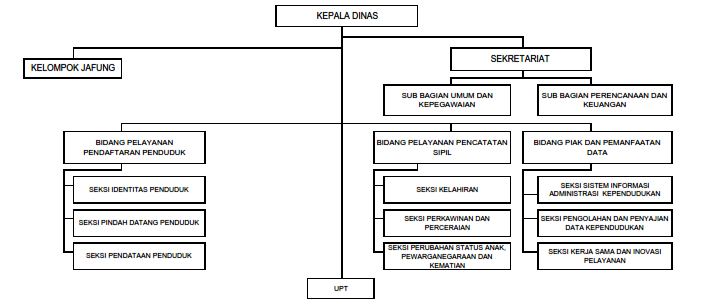 KEPALA DINAS
KELOMPOK JAFUNG
SEKRETARIAT
SUB BAGIAN UMUM DAN
KEPEGAWAIAN
SUB BAGIAN PERENCANAAN DAN
KEUANGAN
BIDANG PELAYANAN
PENDAFTARAN PENDUDUK
SEKSI IDENTITAS PENDUDUK
SEKSI PINDAH DATANG PENDUDUK
SEKSI PENDATAAN PENDUDUK
BIDANG PELAYANAN PENCATATAN
SIPIL
SEKSI KELAHIRAN
SEKSI PERKAWINAN DAN
PERCERAIAN
SEKSI PERUBAHAN STATUS ANAK,
PEWARGANEGARAAN DAN
KEMATIAN
BIDANG PIAK DAN PEMANFAATAN
DATA
SEKSI SISTEM INFORMASI
ADMINISTRASI KEPENDUDUKAN
SEKSI PENGOLAHAN DAN PENYAJIAN
DATA KEPENDUDUKAN
SEKSI KERJA SAMA DAN INOVASI
PELAYANAN
UPT